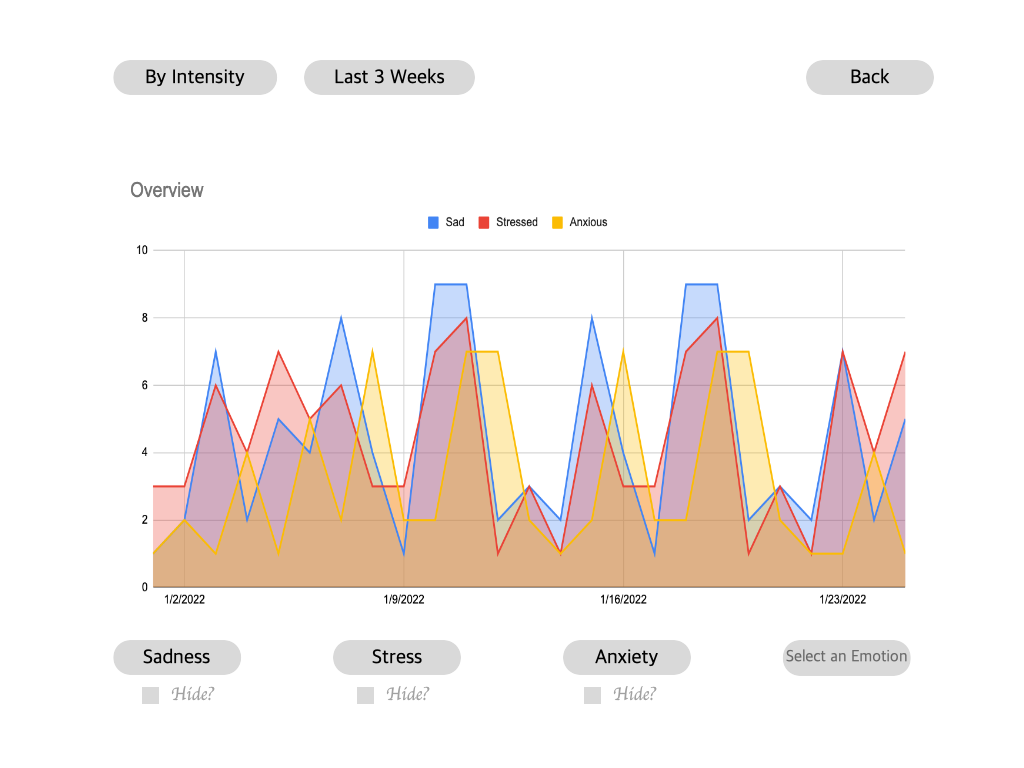 By Intensity Last 3 Weeks Back
Overview
Sad Stressed Anxious
10
8
6
4
2
0
1/2/2022 1/9/2022 1/16/2022 1/23/2022
Sadness Stress Anxiety Select an Emotion
Hide? Hide? Hide?